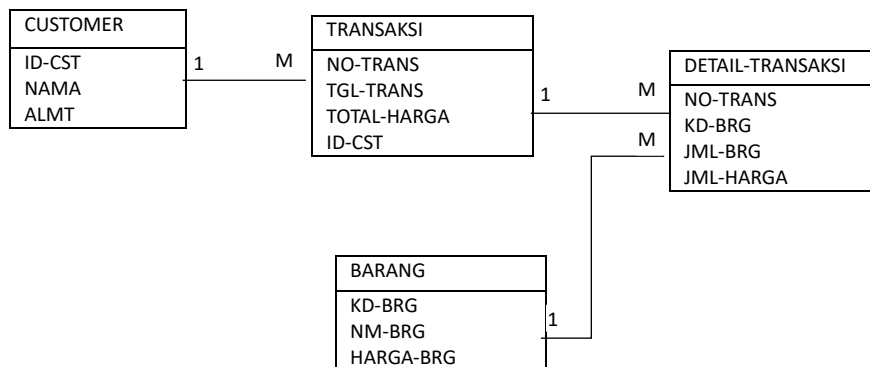 CUSTOMER
ID-CST
NAMA
ALMT
1
M
TRANSAKSI
NO-TRANS
TGL-TRANS
TOTAL-HARGA
ID-CST
1
M
M
DETAIL-TRANSAKSI
NO-TRANS
KD-BRG
JML-BRG
JML-HARGA
BARANG
KD-BRG
NM-BRG
HARGA-BRG
1